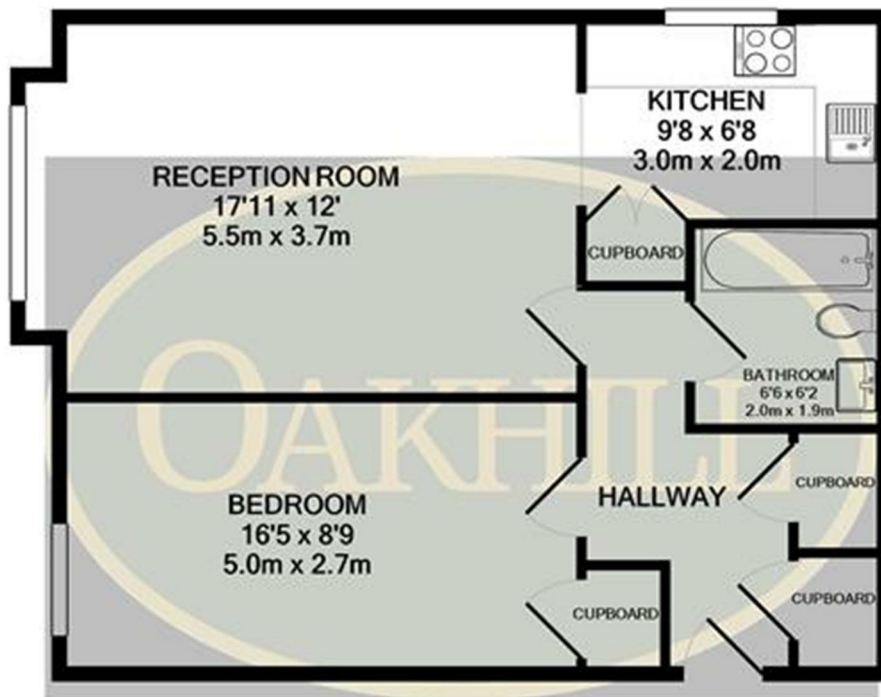 KITCHEN
9'8 x 6'8
3.0m x 2.0m
RECEPTION ROOM
17'11 x 12'
5.5m x 3.7m
CUPBOARD
BATHROOM
6'6 x 6'2
2.0m x 1.9m
OAKHILL
BEDROOM
16'5 x 8'9
5.0m x 2.7m
HALLWAY
CUPBOARD
CUPBOARD
CUPBOARD